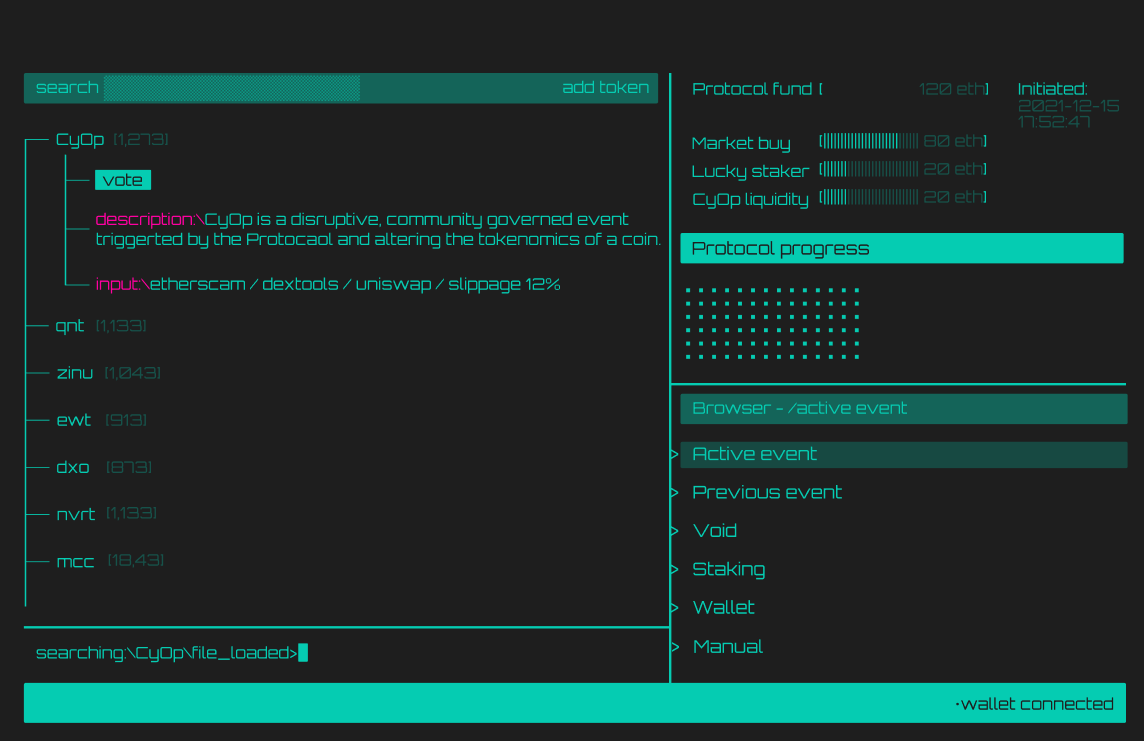 search add token
CyOp [1,273]
vote
description:\CyOp is a disruptive, community governed event
triggerted by the Protocaol and altering the tokenomics of a coin.
input:\etherscam / dextools / uniswap / slippage 12%
qnt [1,133]
zinu [1,043]
ewt [913]
dxo [873]
nvrt [1,133]
mcc [18,43]
searching:\CyOp\file_loaded>
Protocol fund [ 120 eth]
Initiated:
2021-12-15
17:52:47
Market buy [ 80 eth]
Lucky staker [ 20 eth]
CyOp liquidity [ 20 eth]
Protocol progress
Browser - /active event
> Active event
> Previous event
> Void
> Staking
> Wallet
> Manual
·wallet connected